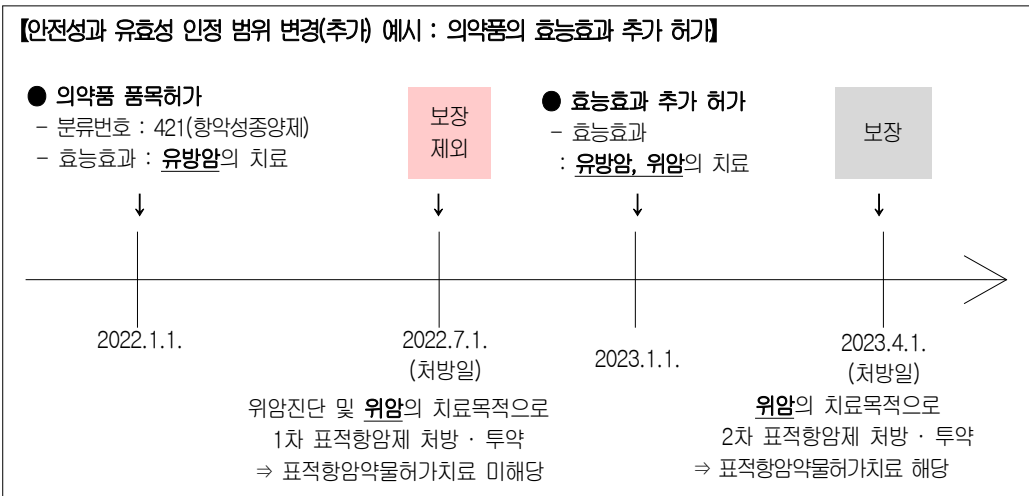 【안전성과 유효성 인정 범위 변경(추가) 예시 : 의약품의 효능효과 추가 허가】
● 의약품 품목허가
- 분류번호 : 421(항악성종양제)
- 효능효과 : 유방암의 치료
보장
제외
● 효능효과 추가 허가
- 효능효과
: 유방암, 위암의 치료
보장
↓ ↓ ↓ ↓
2022.1.1.
2022.7.1.
(처방일)
위암진단 및 위암의 치료목적으로
1차 표적항암제 처방 · 투약
⇒ 표적항암약물허가치료 미해당
2023.1.1.
2023.4.1.
(처방일)
위암의 치료목적으로
2차 표적항암제 처방 · 투약
⇒ 표적항암약물허가치료 해당